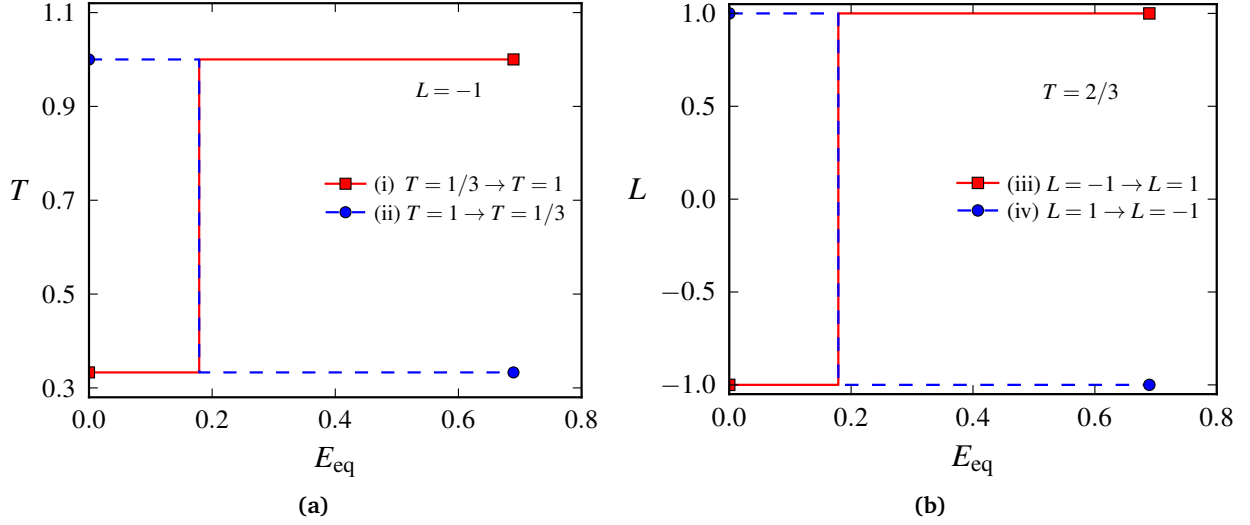 1.1
0.9
0.7
0.5
0.3
T
L = −1
(i) T = 1/3 → T = 1
(ii) T = 1 → T = 1/3
0.0 0.2 0.4 0.6 0.8
E_eq
(a)
1.0
0.5
0.0
−0.5
−1.0
L
T = 2/3
(iii) L = −1 → L = 1
(iv) L = 1 → L = −1
0.0 0.2 0.4 0.6 0.8
E_eq
(b)